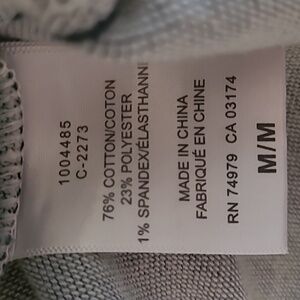 1004485
C-2273
76% COTTON/COTON
23% POLYESTER
1% SPANDEX/ÉLASTHANNE
MADE IN CHINA
FABRIQUÉ EN CHINE
RN 74979 CA 03174
M/M